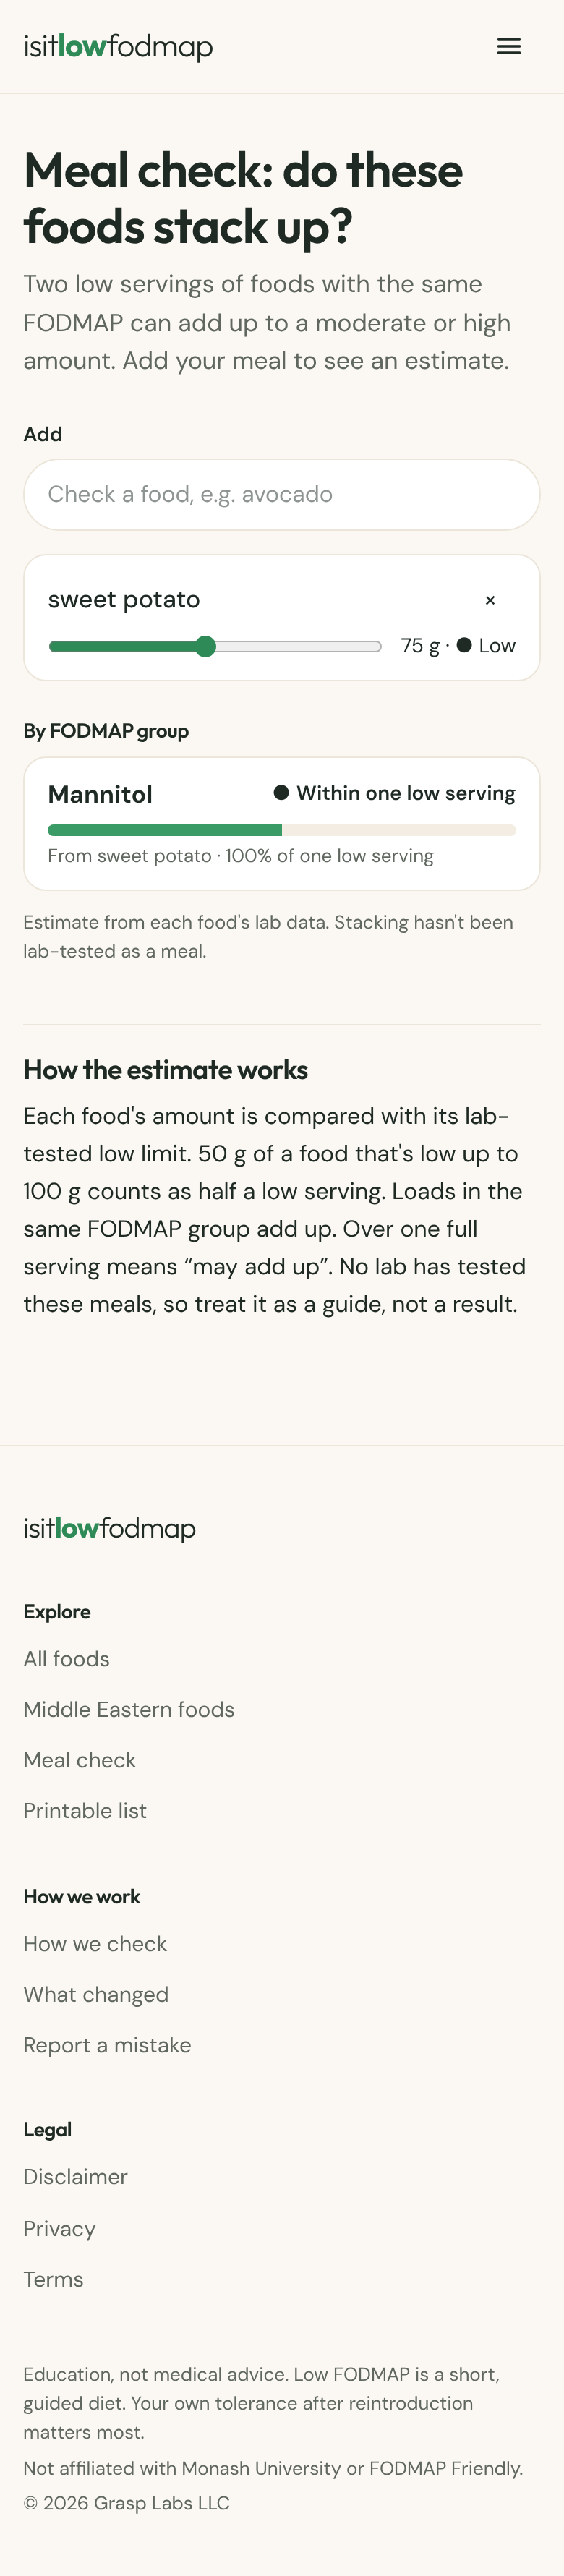 isitlowfodmap
Meal check: do these
foods stack up?
Two low servings of foods with the same
FODMAP can add up to a moderate or high
amount. Add your meal to see an estimate.
Add
Check a food, e.g. avocado
sweet potato ×
75 g · ● Low
By FODMAP group
Mannitol ● Within one low serving
From sweet potato · 100% of one low serving
Estimate from each food's lab data. Stacking hasn't been
lab-tested as a meal.
How the estimate works
Each food's amount is compared with its lab-
tested low limit. 50 g of a food that's low up to
100 g counts as half a low serving. Loads in the
same FODMAP group add up. Over one full
serving means “may add up”. No lab has tested
these meals, so treat it as a guide, not a result.
isitlowfodmap
Explore
All foods
Middle Eastern foods
Meal check
Printable list
How we work
How we check
What changed
Report a mistake
Legal
Disclaimer
Privacy
Terms
Education, not medical advice. Low FODMAP is a short,
guided diet. Your own tolerance after reintroduction
matters most.
Not affiliated with Monash University or FODMAP Friendly.
© 2026 Grasp Labs LLC